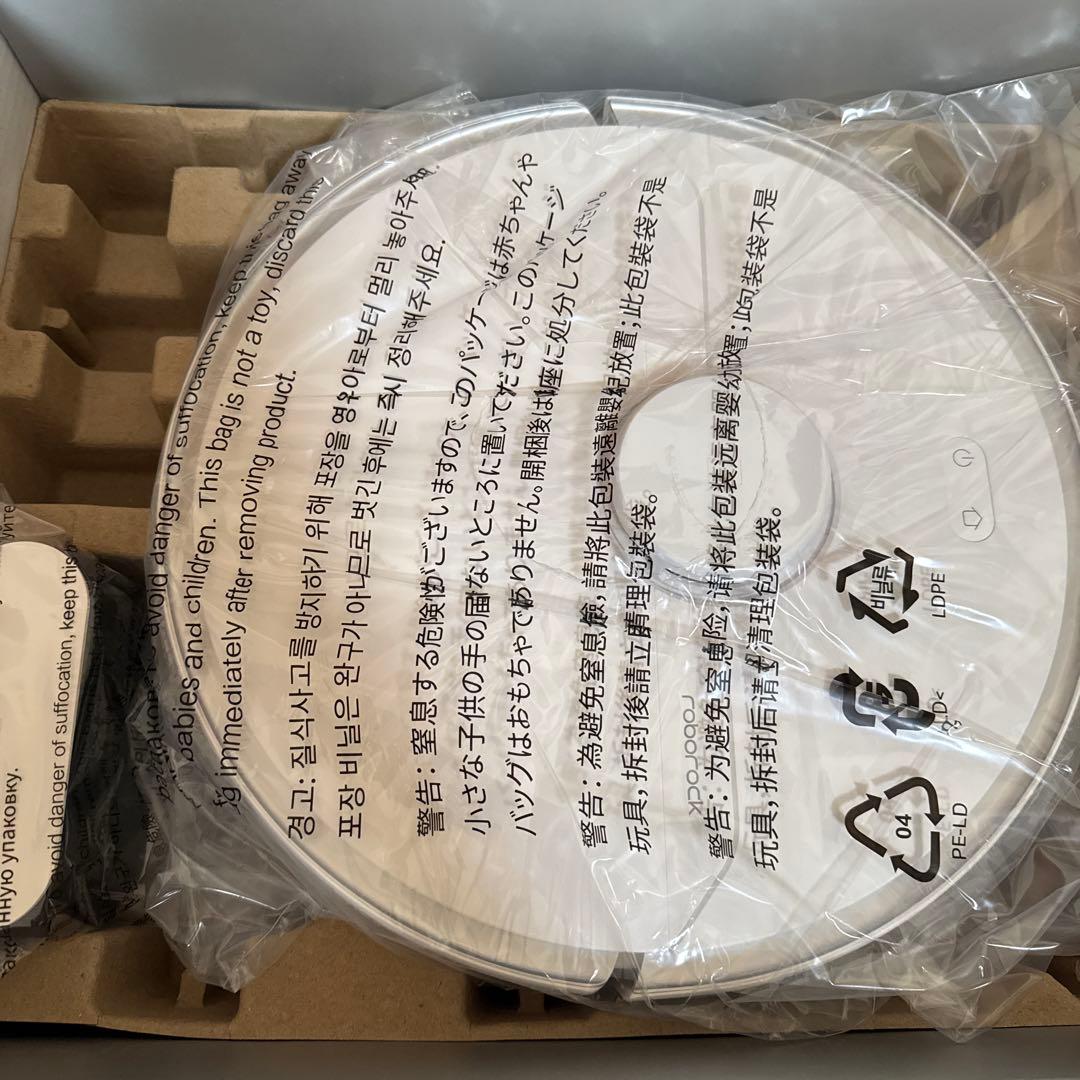 avoid danger of suffocation, keep this bag away
babies and children. This bag is not a toy, discard this
immediately after removing product.
경고: 질식사고를 방지하기 위해 포장을 영유아로부터 멀리 놓아주세요.
포장 비닐은 완구가 아니므로 벗긴 후에는 즉시 정리해주세요.
警告：窒息する危険がございますので、このパッケージは赤ちゃんや
小さな子供の手の届ないところに置いてください。このパッケージ
バッグはおもちゃでありません。開梱後は即座に処分してください。
警告：為避免窒息危險，請將此包裝遠離嬰幼兒放置；此包裝袋不是
玩具，拆封後請立即清理包裝袋。
警告：为避免窒息危险，请将此包装远离婴幼儿放置；此包装袋不是
玩具，拆封后请立即清理包装袋。
roborock
비닐류
LDPE
04
PE-LD
avoid danger of suffocation, keep this
упаковку.